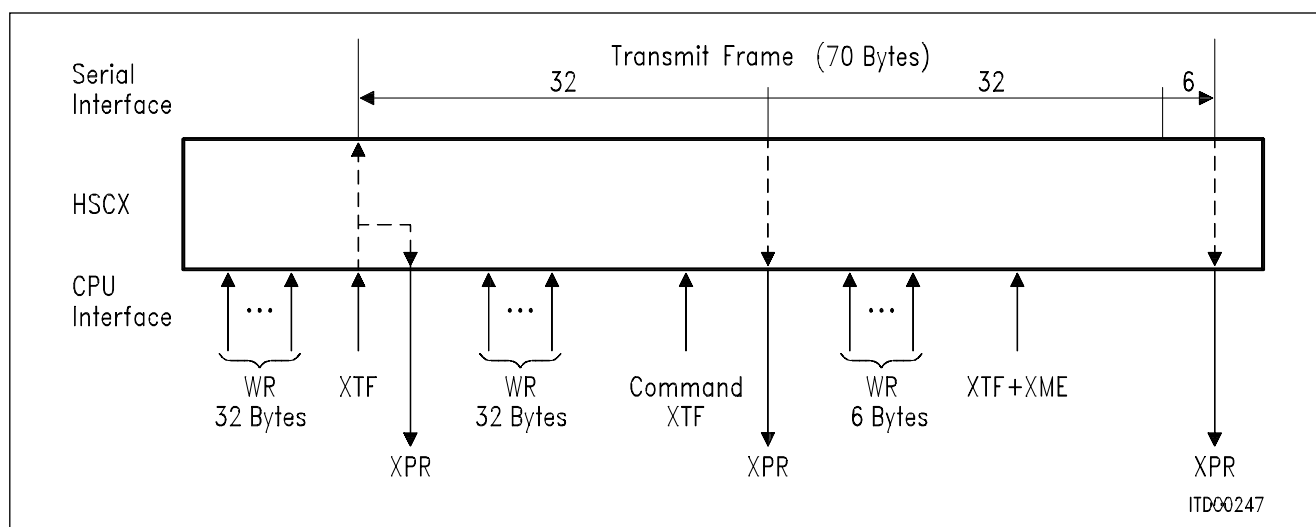 Transmit Frame (70 Bytes)
Serial
Interface
32
32
6
HSCX
CPU
Interface
...
...
...
WR
32 Bytes
XTF
WR
32 Bytes
Command
XTF
WR
6 Bytes
XTF+XME
XPR
XPR
XPR
ITD00247